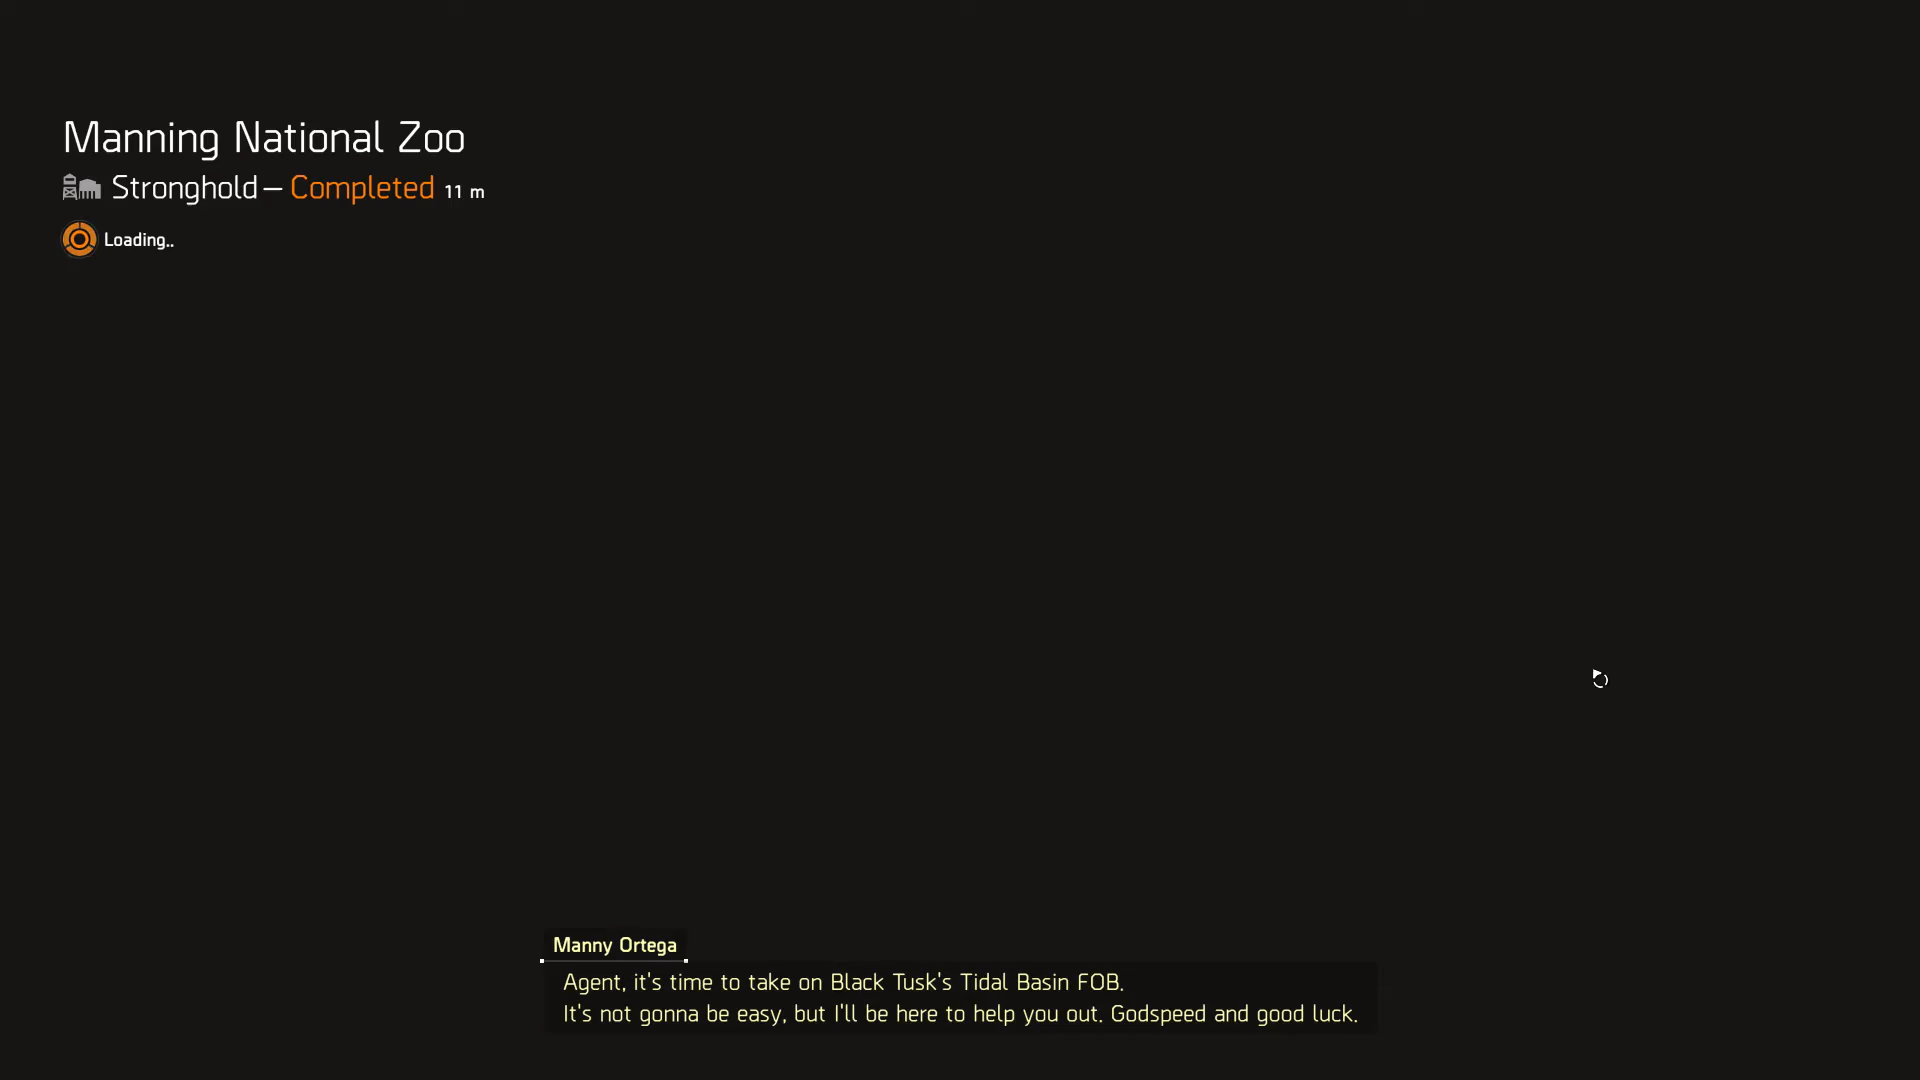 Manning National Zoo
Stronghold – Completed 11 m
Loading..
Manny Ortega
Agent, it's time to take on Black Tusk's Tidal Basin FOB.
It's not gonna be easy, but I'll be here to help you out. Godspeed and good luck.